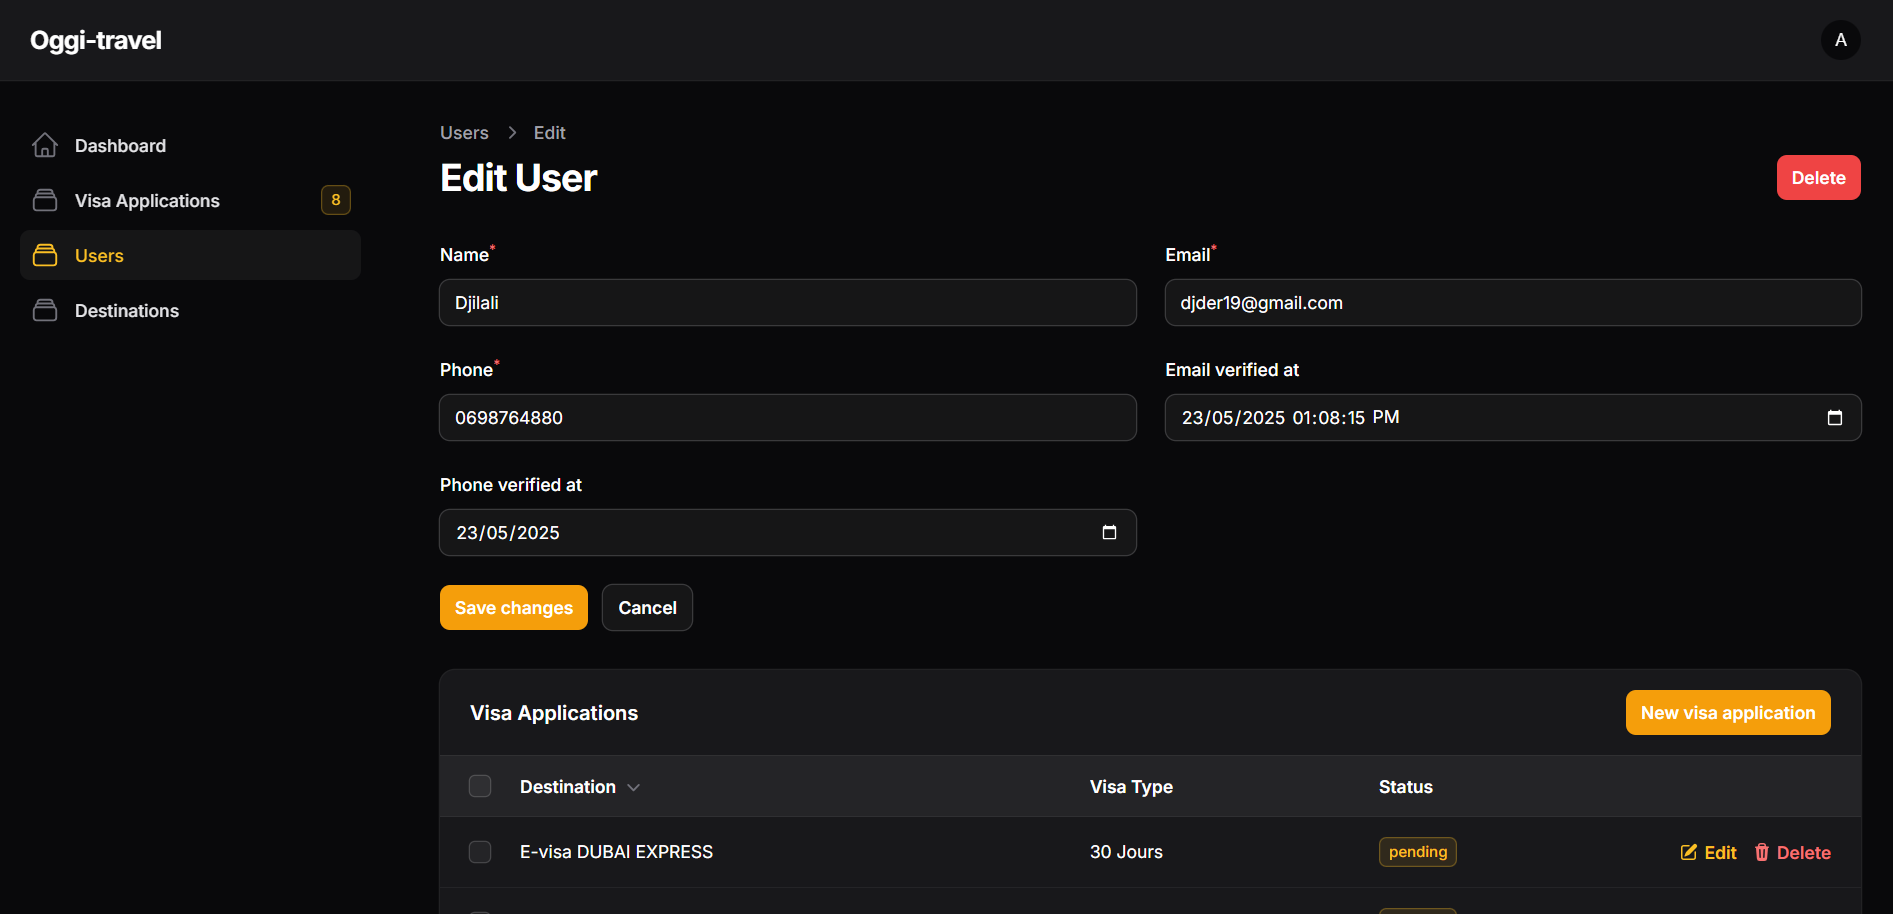 Oggi-travel
A
Dashboard
Visa Applications 8
Users
Destinations
Users > Edit
Edit User
Delete
Name*
Djilali
Email*
djder19@gmail.com
Phone*
0698764880
Email verified at
23/05/2025 01:08:15 PM
Phone verified at
23/05/2025
Save changes Cancel
Visa Applications New visa application
Destination Visa Type Status
E-visa DUBAI EXPRESS 30 Jours pending Edit Delete